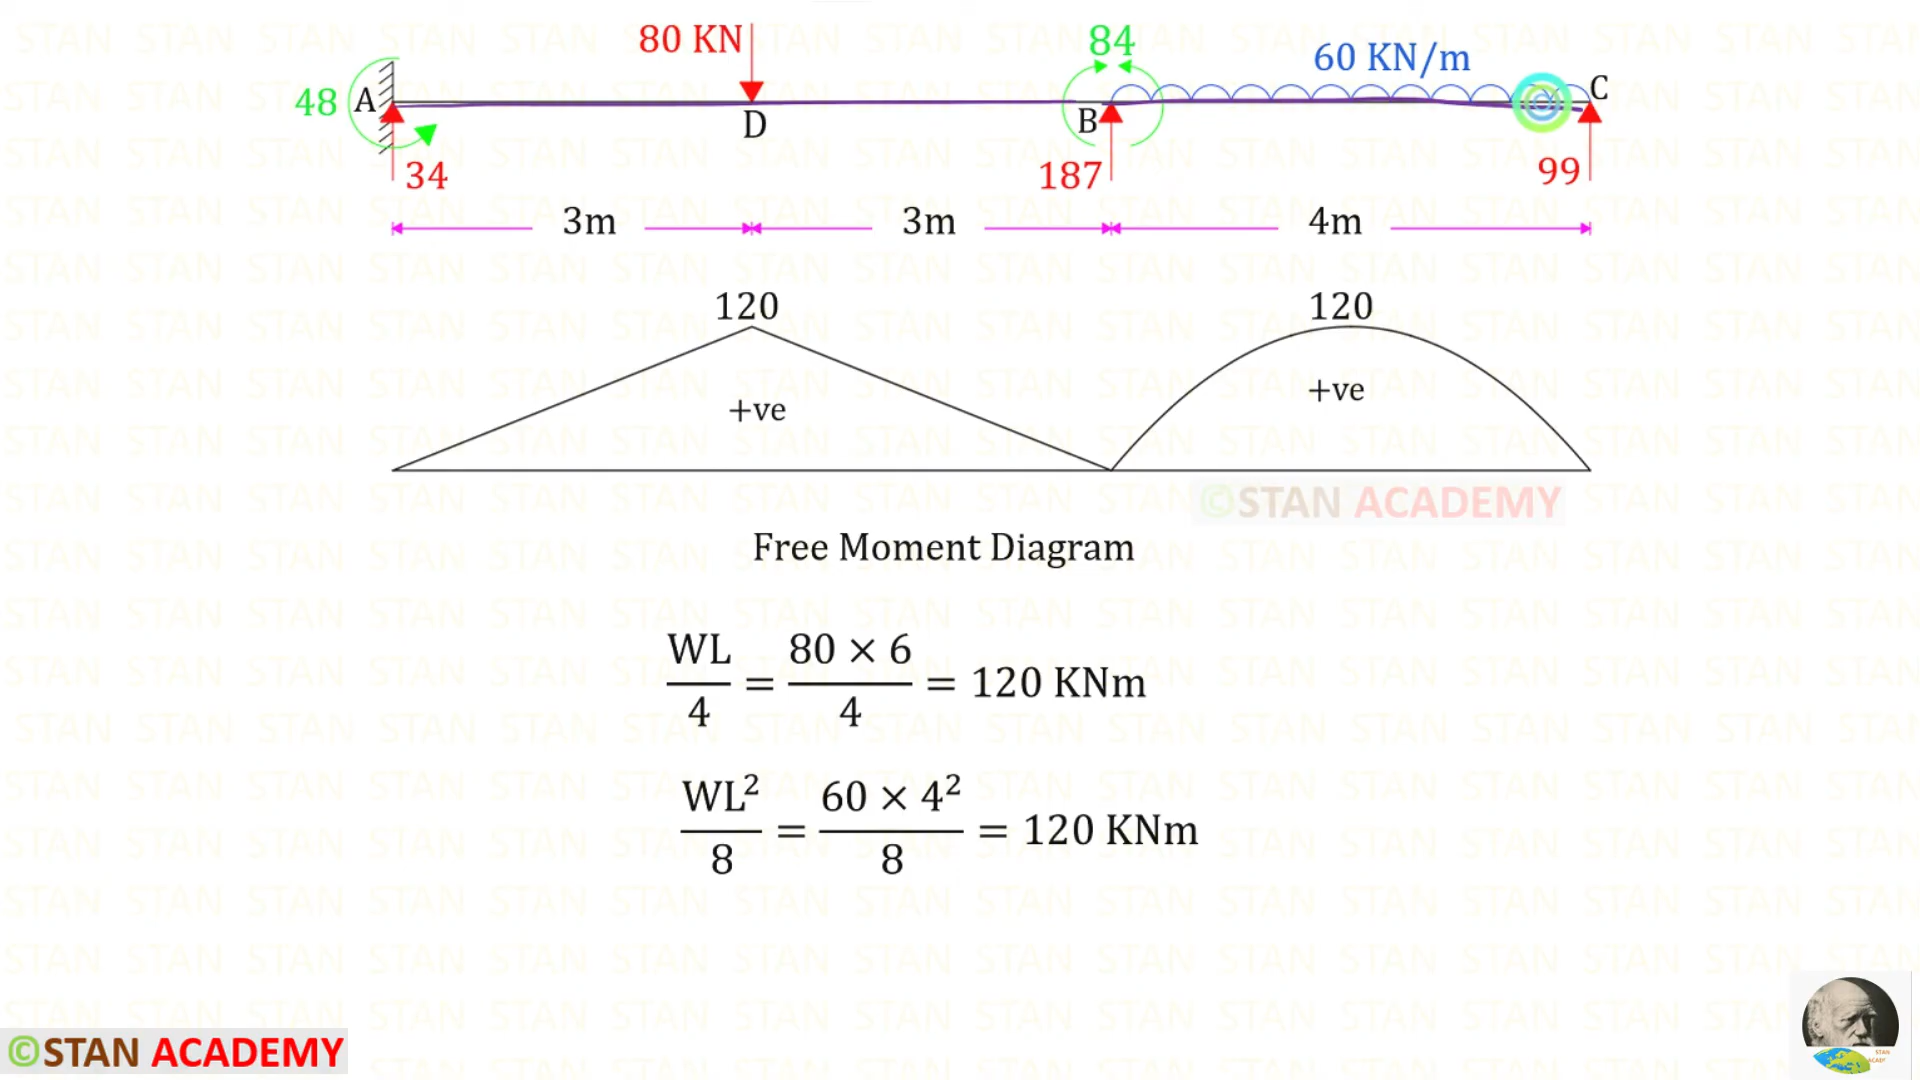 80 KN
84
60 KN/m
48 A
D
B
C
34
187
99
3m 3m 4m
120 120
+ve +ve
©STAN ACADEMY
Free Moment Diagram
WL/4 = 80 × 6/4 = 120 KNm
WL²/8 = 60 × 4²/8 = 120 KNm
©STAN ACADEMY